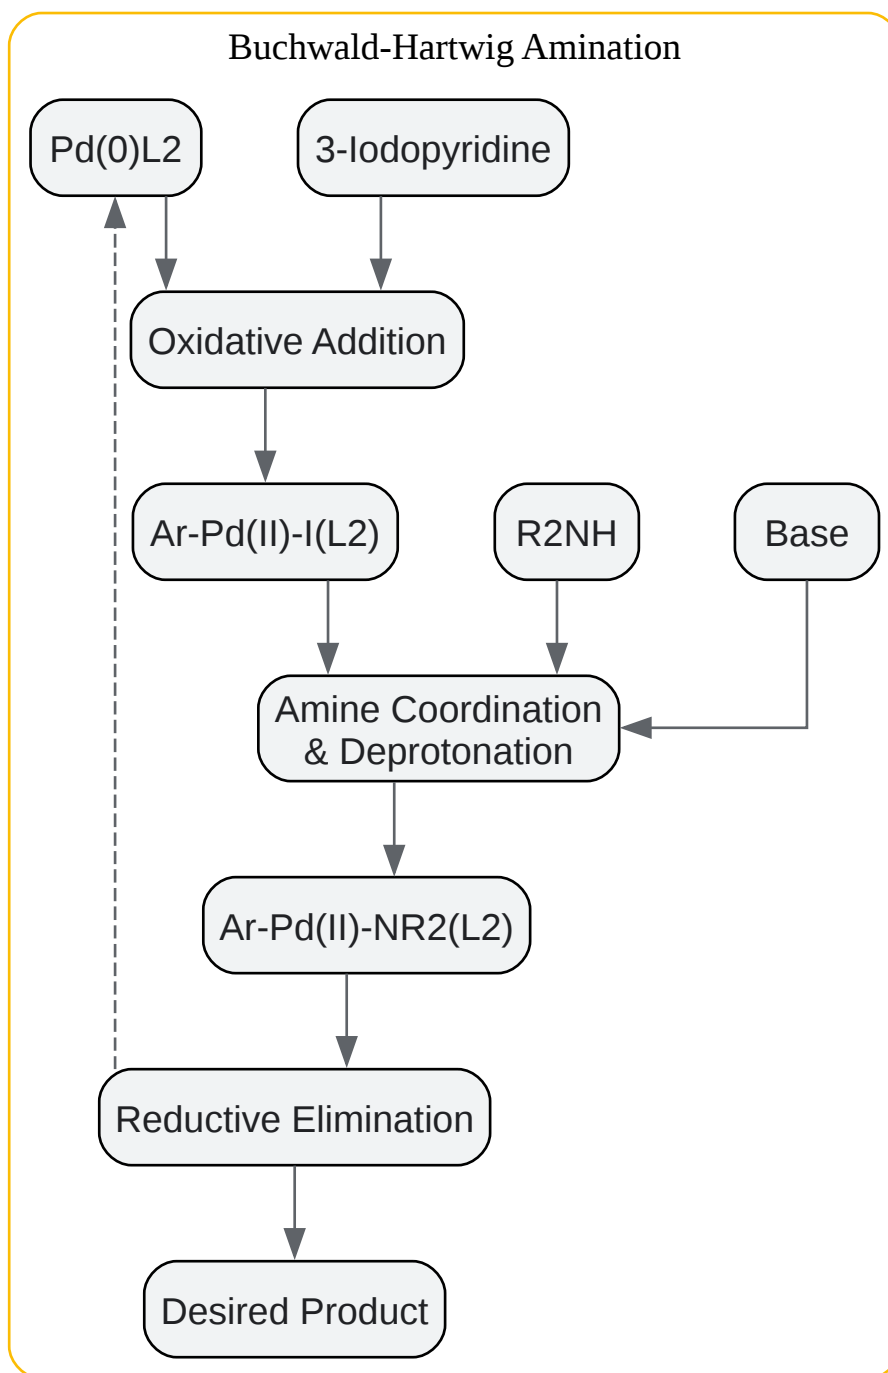 Buchwald-Hartwig Amination
Pd(0)L2
3-Iodopyridine
Oxidative Addition
Ar-Pd(II)-I(L2)
R2NH
Base
Amine Coordination
& Deprotonation
Ar-Pd(II)-NR2(L2)
Reductive Elimination
Desired Product